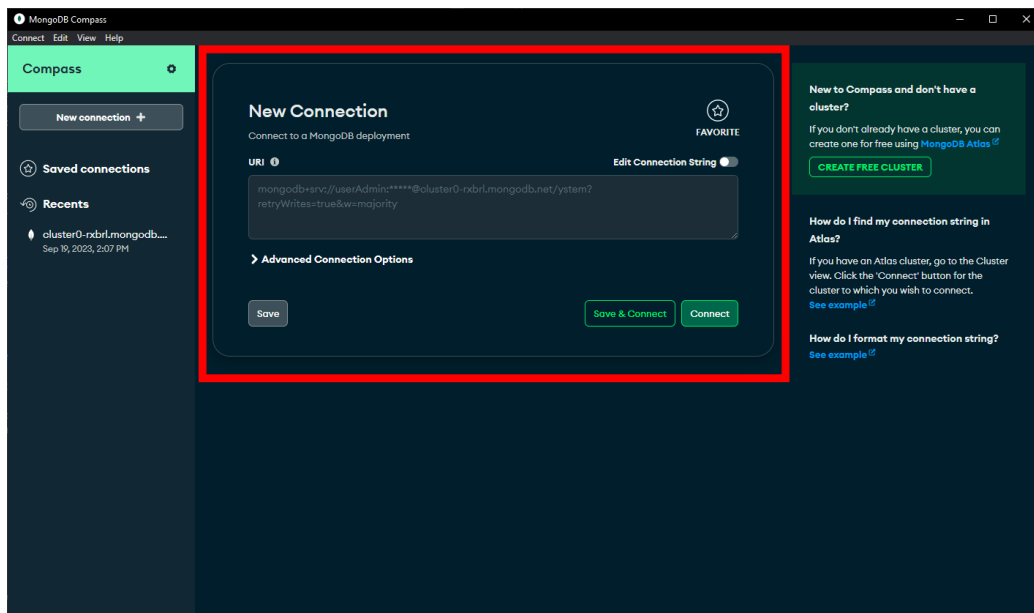 MongoDB Compass
Connect Edit View Help
Compass
New connection +
Saved connections
Recents
cluster0-rxbrl.mongodb....
Sep 19, 2023, 2:07 PM
New Connection
Connect to a MongoDB deployment
FAVORITE
URI
Edit Connection String
mongodb+srv://userAdmin:*****@cluster0-rxbrl.mongodb.net/ystem?
retryWrites=true&w=majority
Advanced Connection Options
Save
Save & Connect
Connect
New to Compass and don't have a
cluster?
If you don't already have a cluster, you can
create one for free using MongoDB Atlas
CREATE FREE CLUSTER
How do I find my connection string in
Atlas?
If you have an Atlas cluster, go to the Cluster
view. Click the 'Connect' button for the
cluster to which you wish to connect.
See example
How do I format my connection string?
See example